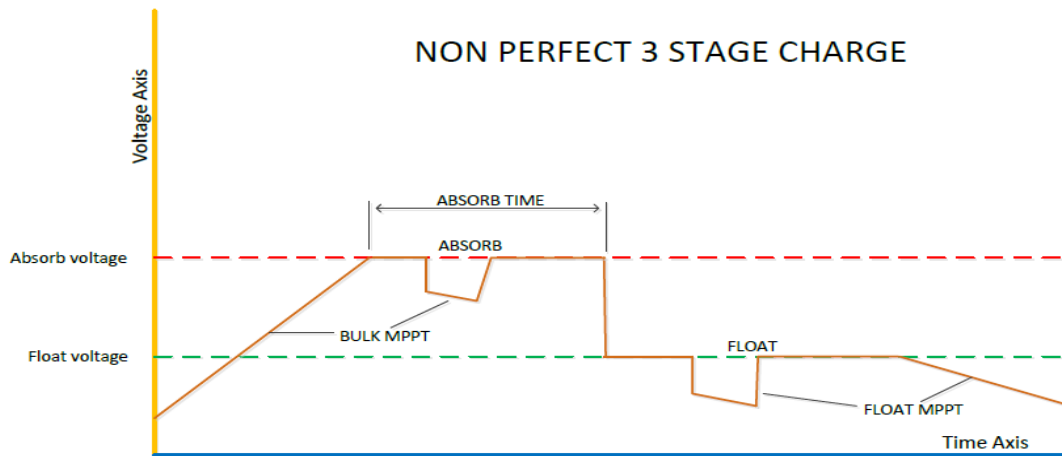 NON PERFECT 3 STAGE CHARGE
Voltage Axis
ABSORB TIME
ABSORB
Absorb voltage
BULK MPPT
Float voltage
FLOAT
FLOAT MPPT
Time Axis